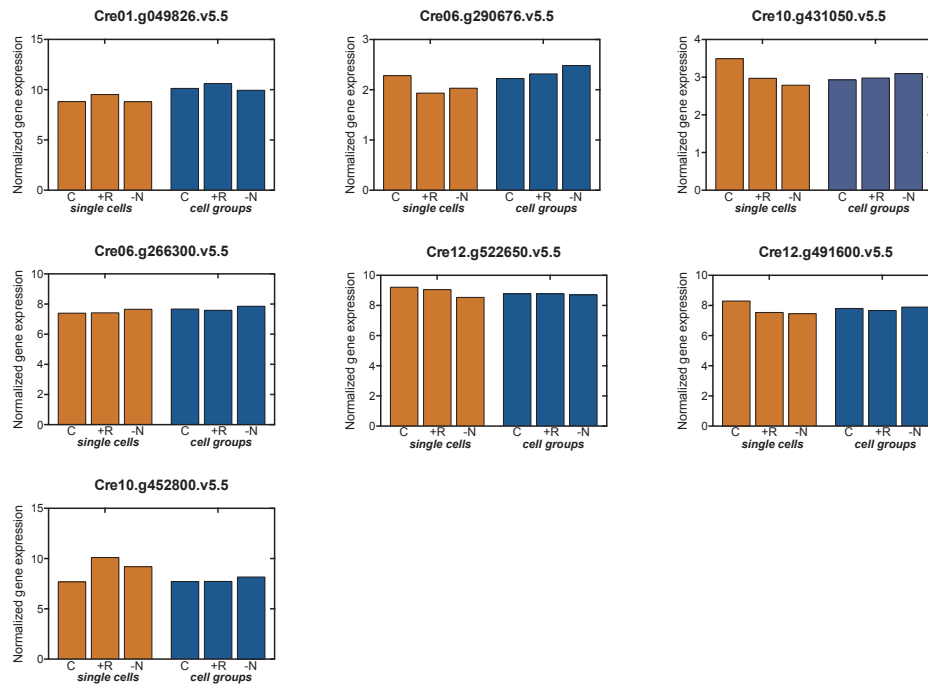 Cre01.g049826.v5.5
Normalized gene expression
15
10
5
0
C +R -N C +R -N
single cells cell groups
Cre06.g290676.v5.5
Normalized gene expression
3
2
1
0
C +R -N C +R -N
single cells cell groups
Cre10.g431050.v5.5
Normalized gene expression
4
3
2
1
0
C +R -N C +R -N
single cells cell groups
Cre06.g266300.v5.5
Normalized gene expression
10
8
6
4
2
0
C +R -N C +R -N
single cells cell groups
Cre12.g522650.v5.5
Normalized gene expression
10
8
6
4
2
0
C +R -N C +R -N
single cells cell groups
Cre12.g491600.v5.5
Normalized gene expression
10
8
6
4
2
0
C +R -N C +R -N
single cells cell groups
Cre10.g452800.v5.5
Normalized gene expression
15
10
5
0
C +R -N C +R -N
single cells cell groups